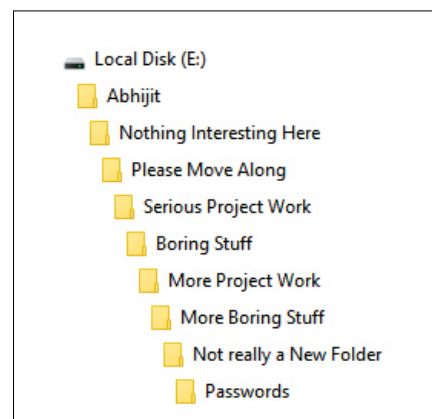 Local Disk (E:)
Abhijit
Nothing Interesting Here
Please Move Along
Serious Project Work
Boring Stuff
More Project Work
More Boring Stuff
Not really a New Folder
Passwords